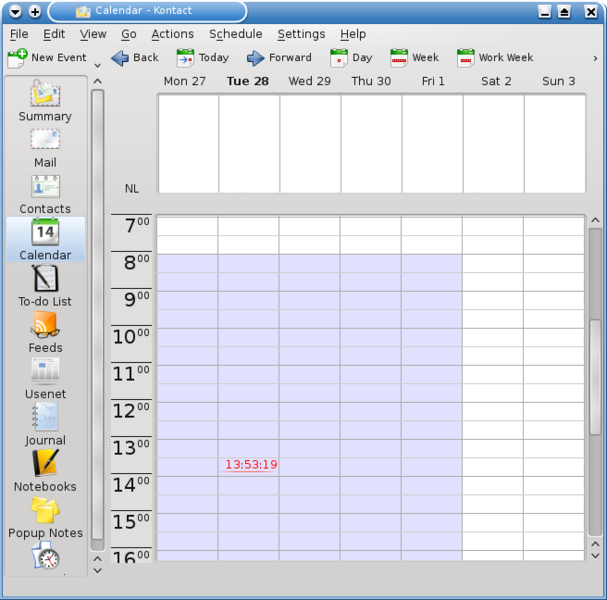 Calendar - Kontact
File Edit View Go Actions Schedule Settings Help
New Event Back Today Forward Day Week Work Week
Mon 27 Tue 28 Wed 29 Thu 30 Fri 1 Sat 2 Sun 3
Summary
Mail
NL
Contacts
14
Calendar
To-do List
Feeds
Usenet
Journal
Notebooks
Popup Notes
7 00
8 00
9 00
10 00
11 00
12 00
13 00
13:53:19
14 00
15 00
16 00